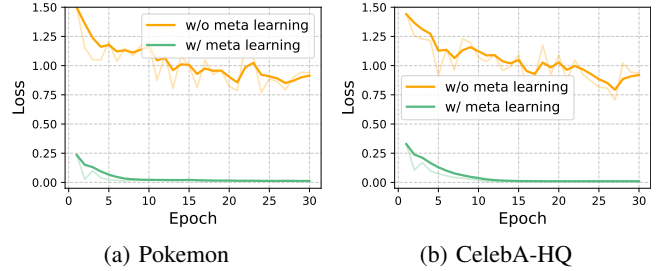 1.50
1.25
1.00
0.75
0.50
0.25
0.00
Loss
w/o meta learning
w/ meta learning
0 5 10 15 20 25 30
Epoch
(a) Pokemon
1.50
1.25
1.00
0.75
0.50
0.25
0.00
Loss
w/o meta learning
w/ meta learning
0 5 10 15 20 25 30
Epoch
(b) CelebA-HQ